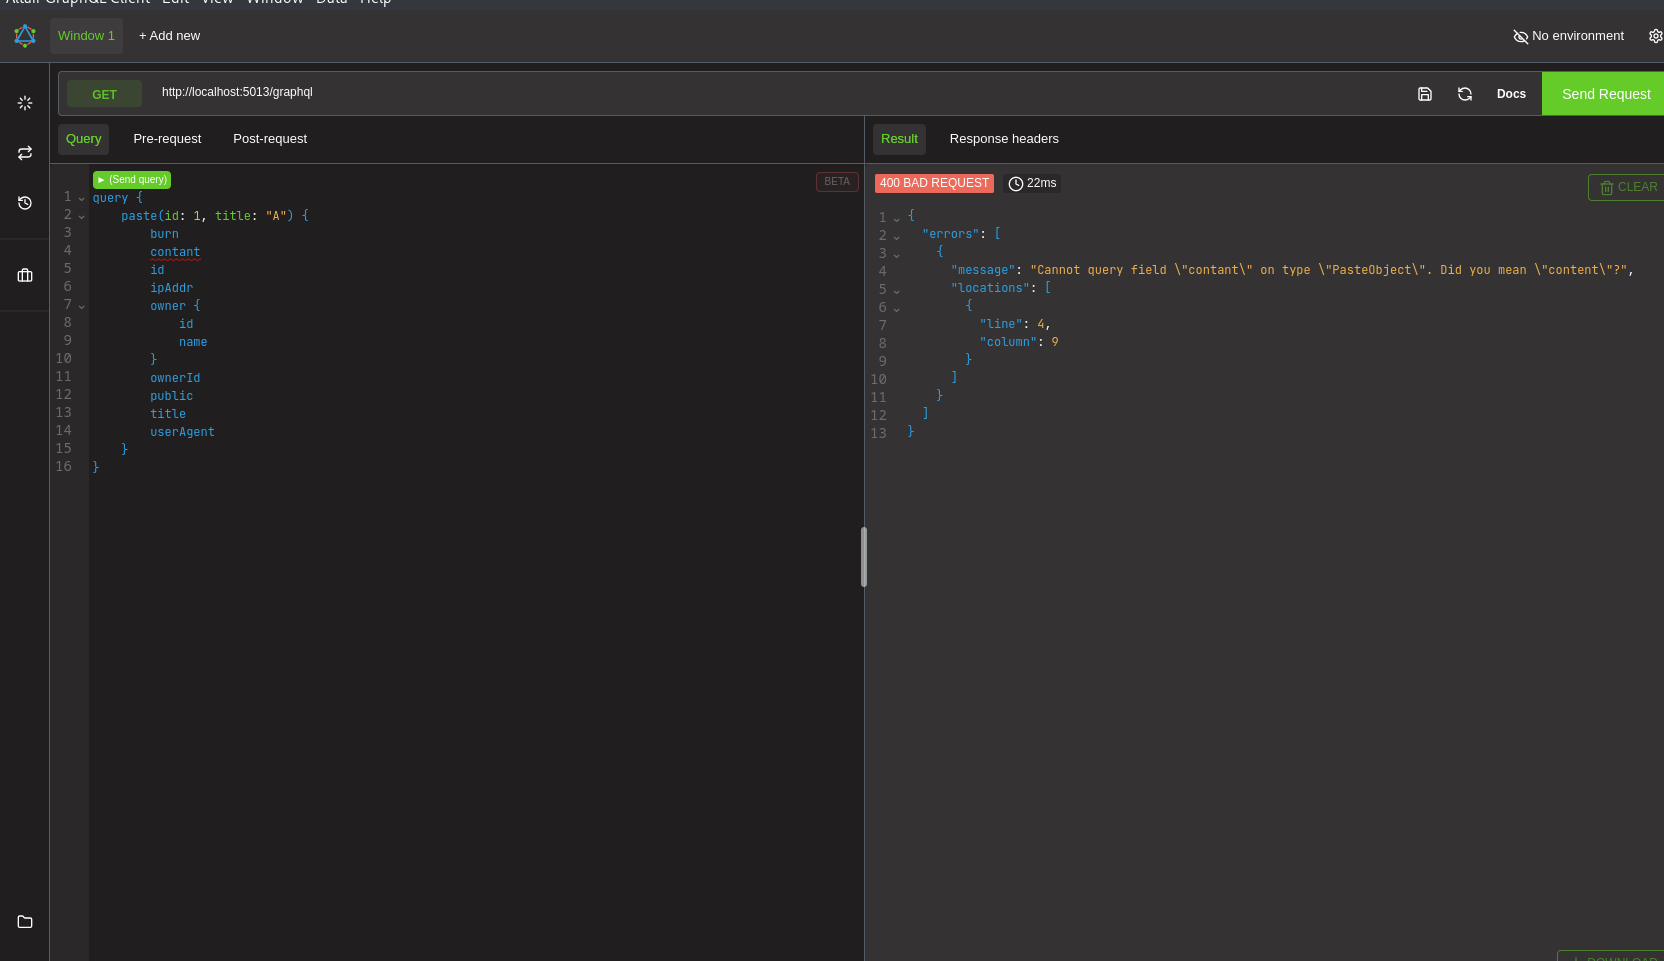 Altair GraphQL Client Edit View Window Data Help
Window 1 + Add new No environment
GET http://localhost:5013/graphql Docs Send Request
Query Pre-request Post-request
(Send query) BETA
1 query {
2 paste(id: 1, title: "A") {
3 burn
4 contant
5 id
6 ipAddr
7 owner {
8 id
9 name
10 }
11 ownerId
12 public
13 title
14 userAgent
15 }
16 }
Result Response headers
400 BAD REQUEST 22ms CLEAR
1 {
2 "errors": [
3 {
4 "message": "Cannot query field \"contant\" on type \"PasteObject\". Did you mean \"content\"?",
5 "locations": [
6 {
7 "line": 4,
8 "column": 9
9 }
10 ]
11 }
12 ]
13 }
DOWNLOAD